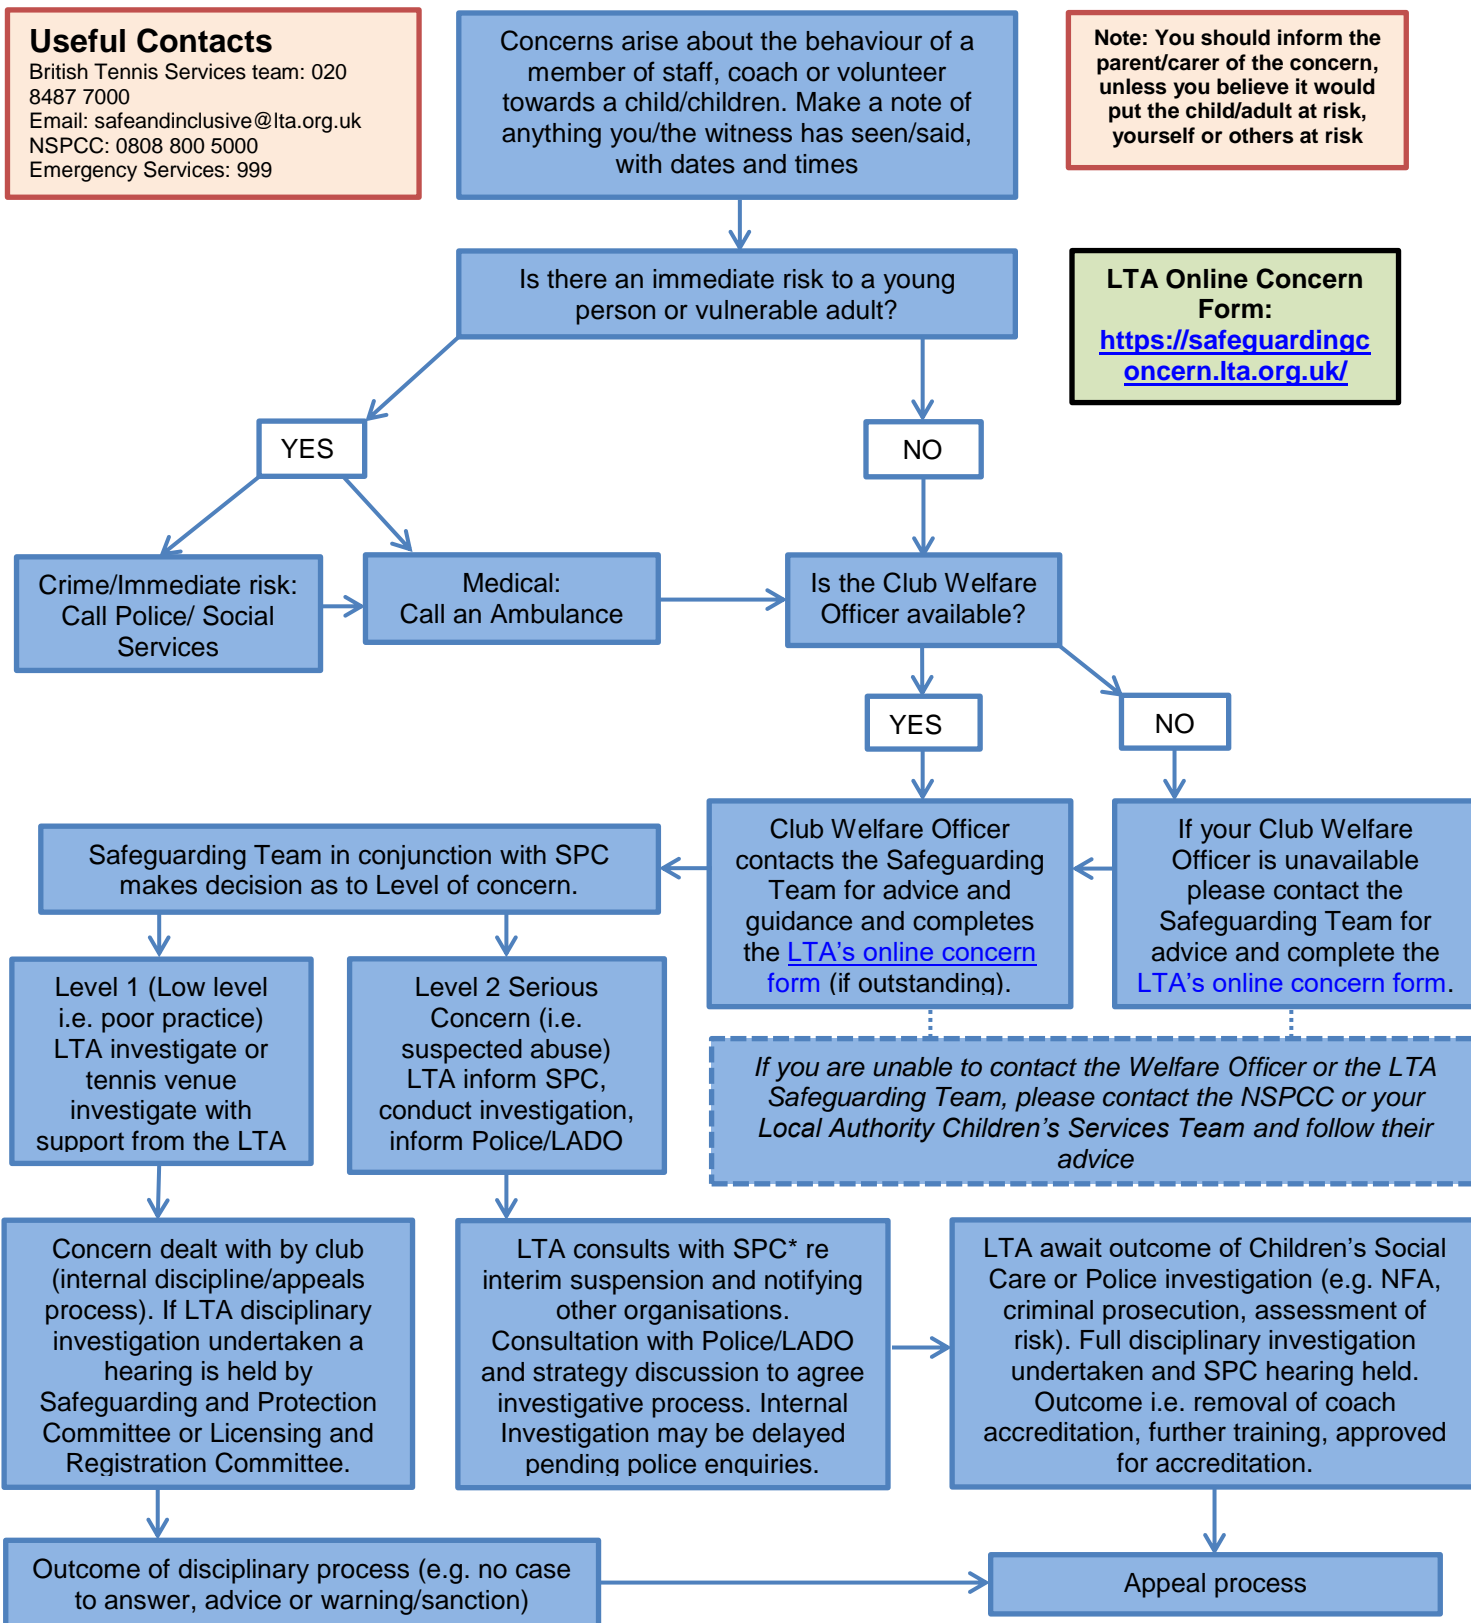 Useful Contacts
British Tennis Services team: 020
8487 7000
Email: safeandinclusive@lta.org.uk
NSPCC: 0808 800 5000
Emergency Services: 999
Concerns arise about the behaviour of a
member of staff, coach or volunteer
towards a child/children. Make a note of
anything you/the witness has seen/said,
with dates and times
Note: You should inform the
parent/carer of the concern,
unless you believe it would
put the child/adult at risk,
yourself or others at risk
Is there an immediate risk to a young
person or vulnerable adult?
LTA Online Concern
Form:
https://safeguardingc
oncern.lta.org.uk/
YES
NO
Crime/Immediate risk:
Call Police/ Social
Services
Medical:
Call an Ambulance
Is the Club Welfare
Officer available?
YES
NO
Safeguarding Team in conjunction with SPC
makes decision as to Level of concern.
Club Welfare Officer
contacts the Safeguarding
Team for advice and
guidance and completes
the LTA's online concern
form (if outstanding).
If your Club Welfare
Officer is unavailable
please contact the
Safeguarding Team for
advice and complete the
LTA's online concern form.
Level 1 (Low level
i.e. poor practice)
LTA investigate or
tennis venue
investigate with
support from the LTA
Level 2 Serious
Concern (i.e.
suspected abuse)
LTA inform SPC,
conduct investigation,
inform Police/LADO
If you are unable to contact the Welfare Officer or the LTA
Safeguarding Team, please contact the NSPCC or your
Local Authority Children's Services Team and follow their
advice
Concern dealt with by club
(internal discipline/appeals
process). If LTA disciplinary
investigation undertaken a
hearing is held by
Safeguarding and Protection
Committee or Licensing and
Registration Committee.
LTA consults with SPC* re
interim suspension and notifying
other organisations.
Consultation with Police/LADO
and strategy discussion to agree
investigative process. Internal
Investigation may be delayed
pending police enquiries.
LTA await outcome of Children's Social
Care or Police investigation (e.g. NFA,
criminal prosecution, assessment of
risk). Full disciplinary investigation
undertaken and SPC hearing held.
Outcome i.e. removal of coach
accreditation, further training, approved
for accreditation.
Outcome of disciplinary process (e.g. no case
to answer, advice or warning/sanction)
Appeal process